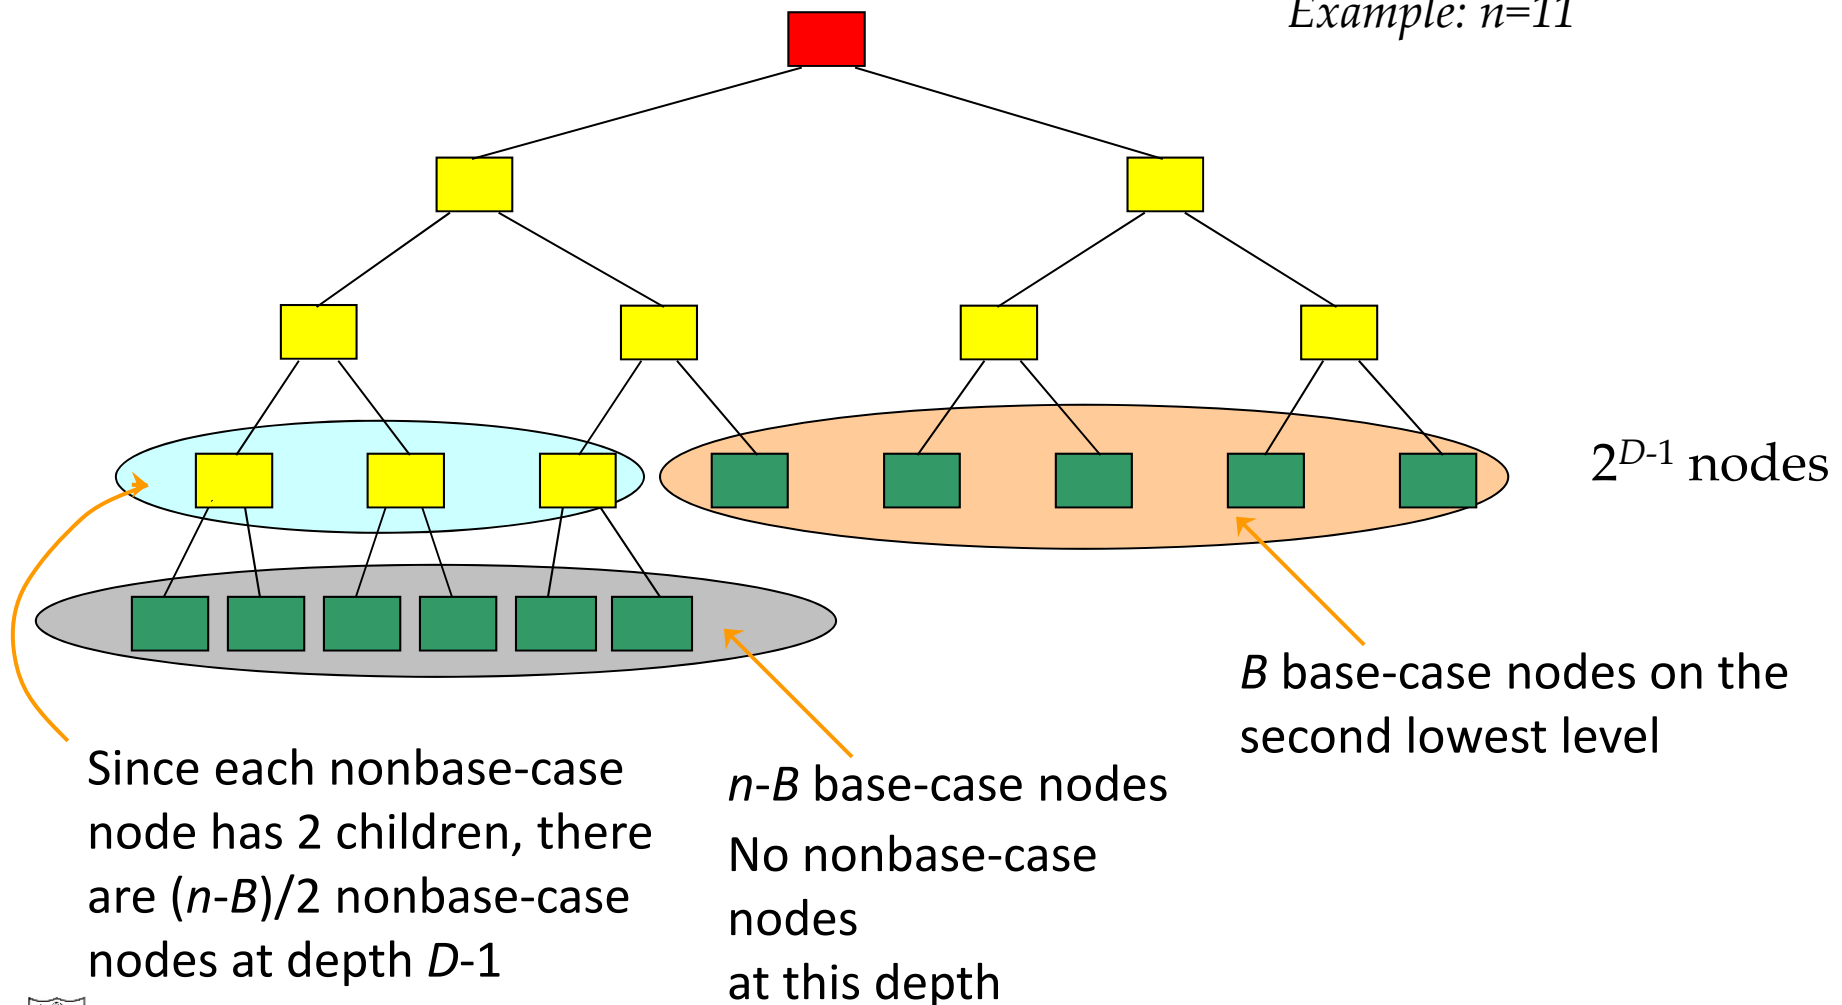 Example: n=11
2^{D-1} nodes
B base-case nodes on the
second lowest level
Since each nonbase-case
node has 2 children, there
are (n-B)/2 nonbase-case
nodes at depth D-1
n-B base-case nodes
No nonbase-case
nodes
at this depth